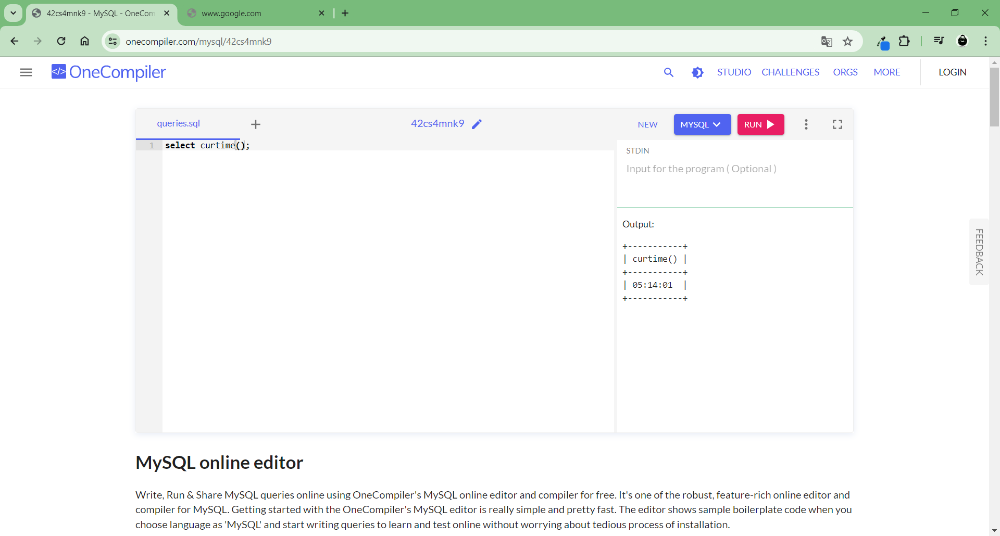 42cs4mnk9 - MySQL - OneCom
www.google.com
onecompiler.com/mysql/42cs4mnk9
</> OneCompiler
STUDIO CHALLENGES ORGS MORE LOGIN
queries.sql
42cs4mnk9
NEW MYSQL RUN
1 select curtime();
STDIN
Input for the program ( Optional )
Output:
+-----------+
| curtime() |
+-----------+
| 05:14:01  |
+-----------+
FEEDBACK
MySQL online editor
Write, Run & Share MySQL queries online using OneCompiler's MySQL online editor and compiler for free. It's one of the robust, feature-rich online editor and
compiler for MySQL. Getting started with the OneCompiler's MySQL editor is really simple and pretty fast. The editor shows sample boilerplate code when you
choose language as 'MySQL' and start writing queries to learn and test online without worrying about tedious process of installation.